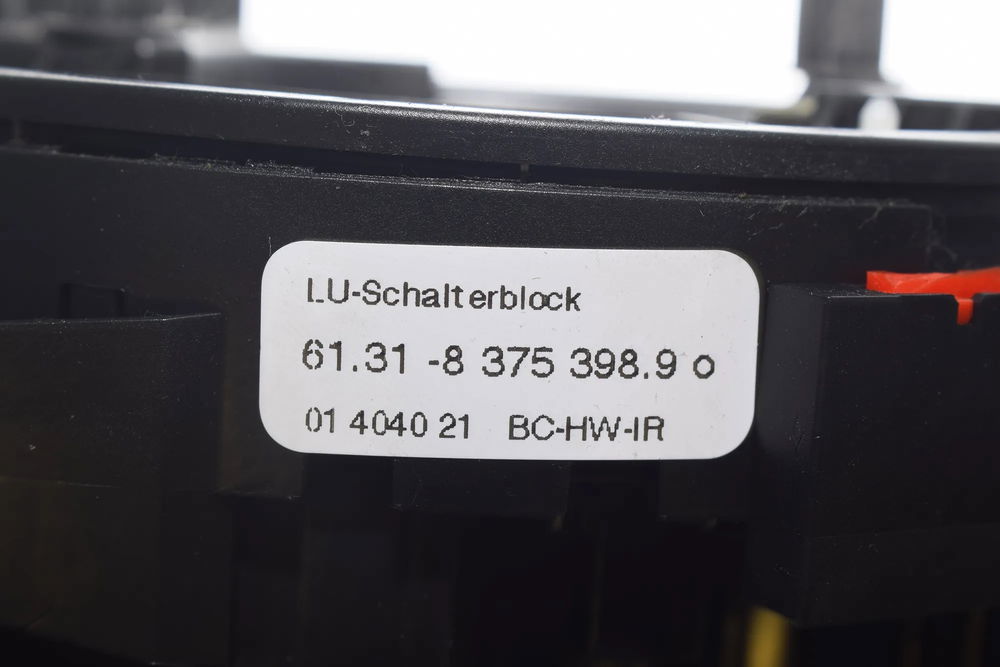 LU-Schalterblock
61.31 -8 375 398.9 o
01 4040 21 BC-HW-IR